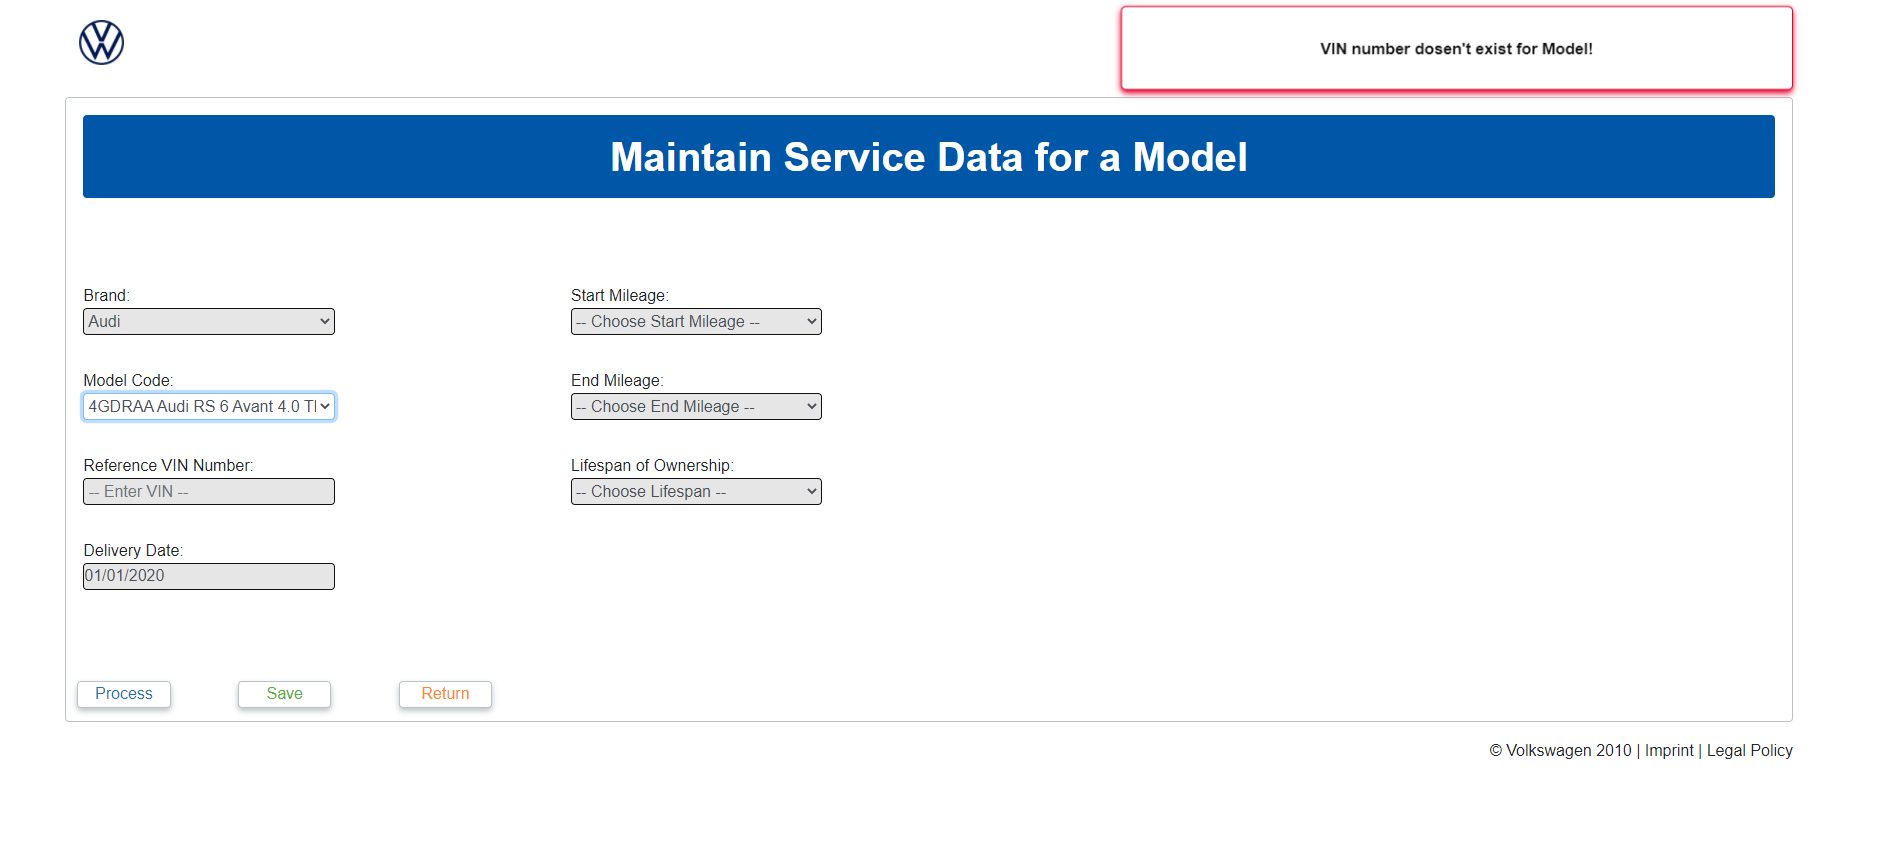 VIN number dosen't exist for Model!
Maintain Service Data for a Model
Brand:
Audi
Model Code:
4GDRAA Audi RS 6 Avant 4.0
Reference VIN Number:
-- Enter VIN --
Delivery Date:
01/01/2020
Start Mileage:
-- Choose Start Mileage --
End Mileage:
-- Choose End Mileage --
Lifespan of Ownership:
-- Choose Lifespan --
Process
Save
Return
© Volkswagen 2010 | Imprint | Legal Policy